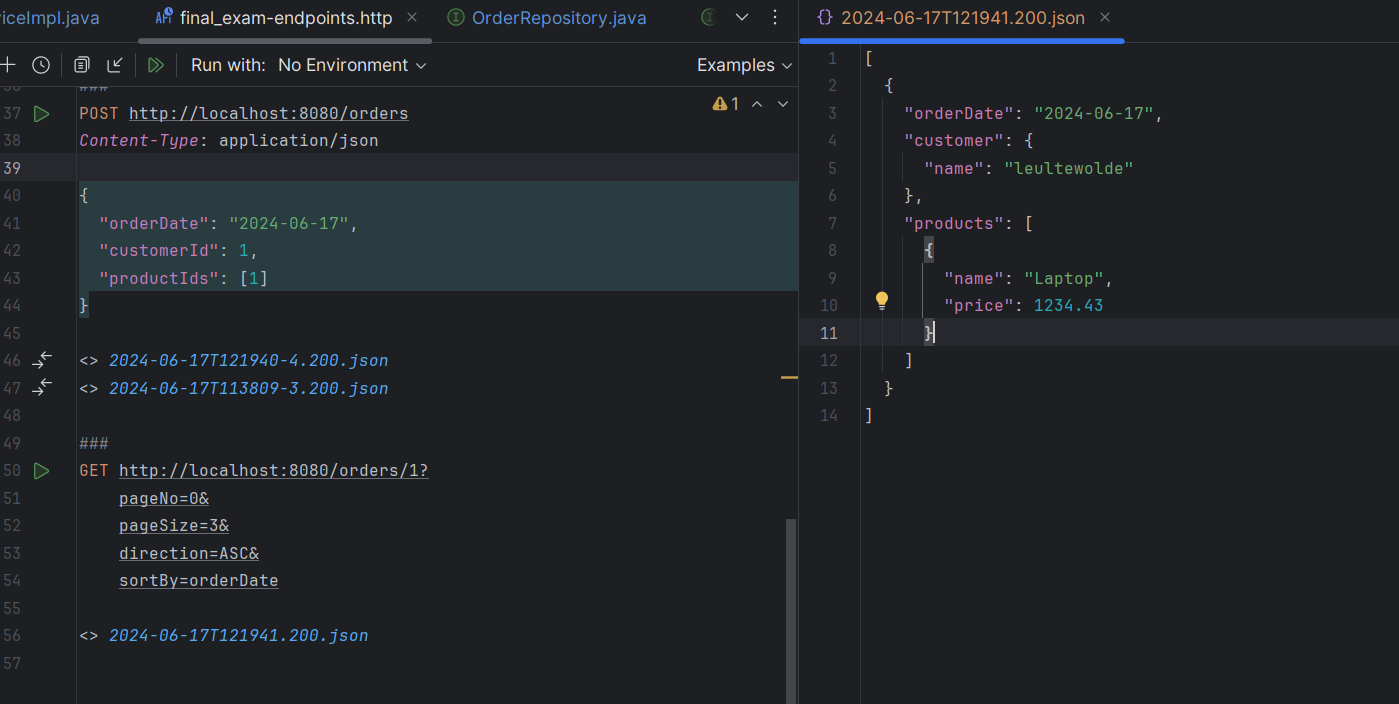 iceImpl.java
API final_exam-endpoints.http
OrderRepository.java
2024-06-17T121941.200.json
Run with: No Environment
Examples
1
36 ###
37 POST http://localhost:8080/orders
38 Content-Type: application/json
39
40 {
41 "orderDate": "2024-06-17",
42 "customerId": 1,
43 "productIds": [1]
44 }
45
46 <> 2024-06-17T121940-4.200.json
47 <> 2024-06-17T113809-3.200.json
48
49 ###
50 GET http://localhost:8080/orders/1?
51 pageNo=0&
52 pageSize=3&
53 direction=ASC&
54 sortBy=orderDate
55
56 <> 2024-06-17T121941.200.json
57
1 [
2 {
3 "orderDate": "2024-06-17",
4 "customer": {
5 "name": "leultewolde"
6 },
7 "products": [
8 {
9 "name": "Laptop",
10 "price": 1234.43
11 }
12 ]
13 }
14 ]